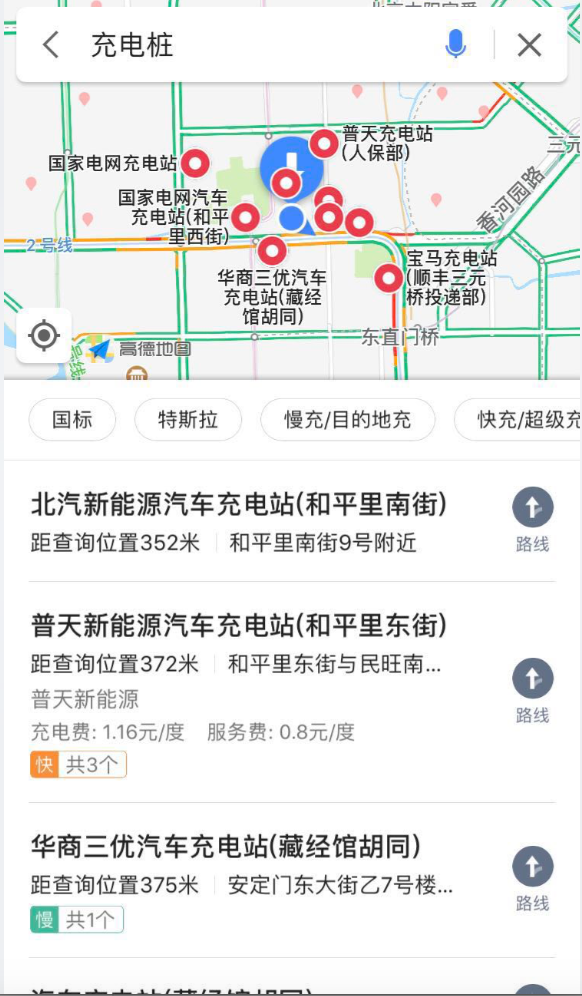 充电桩
普天充电站
(人保部)
三元
国家电网充电站
国家电网汽车
充电站(和平
里西街)
香河园路
2号线
宝马充电站
(顺丰三元
桥投递部)
华商三优汽车
充电站(藏经
馆胡同)
东直门桥
高德地图
国标
特斯拉
慢充/目的地充
快充/超级充
北汽新能源汽车充电站(和平里南街)
距查询位置352米
和平里南街9号附近
路线
普天新能源汽车充电站(和平里东街)
距查询位置372米
和平里东街与民旺南...
普天新能源
路线
充电费: 1.16元/度
服务费: 0.8元/度
快 共3个
华商三优汽车充电站(藏经馆胡同)
距查询位置375米
安定门东大街乙7号楼...
路线
慢 共1个